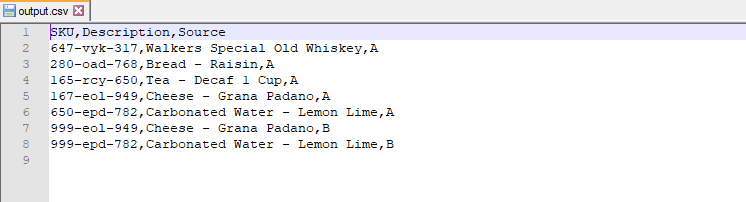 output.csv
1 SKU,Description,Source
2 647-vyk-317,Walkers Special Old Whiskey,A
3 280-oad-768,Bread - Raisin,A
4 165-rcy-650,Tea - Decaf 1 Cup,A
5 167-eol-949,Cheese - Grana Padano,A
6 650-epd-782,Carbonated Water - Lemon Lime,A
7 999-eol-949,Cheese - Grana Padano,B
8 999-epd-782,Carbonated Water - Lemon Lime,B
9